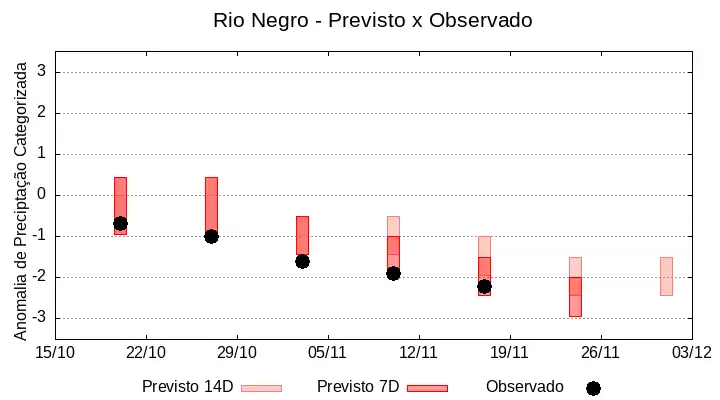 Rio Negro - Previsto x Observado
Anomalia de Preciptação Categorizada
3
2
1
0
-1
-2
-3
15/10 22/10 29/10 05/11 12/11 19/11 26/11 03/12
Previsto 14D Previsto 7D Observado